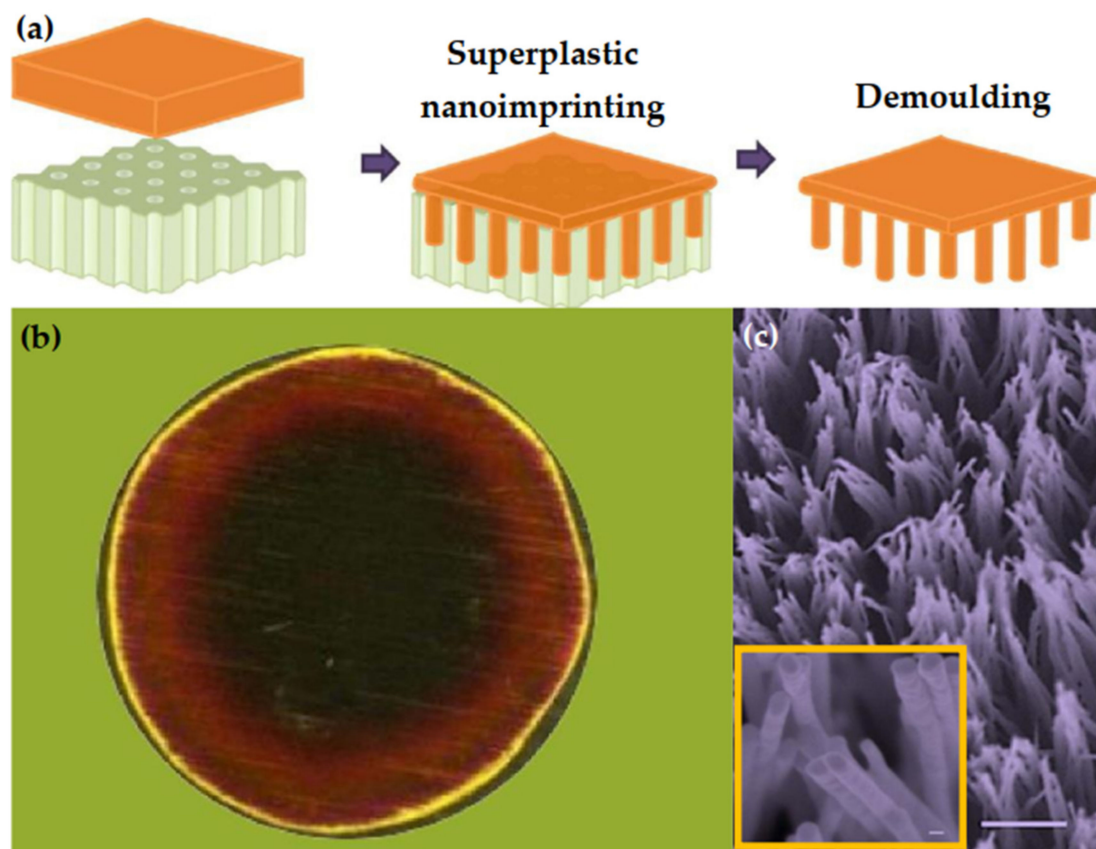 (a)
Superplastic
nanoimprinting
Demoulding
(b)
(c)